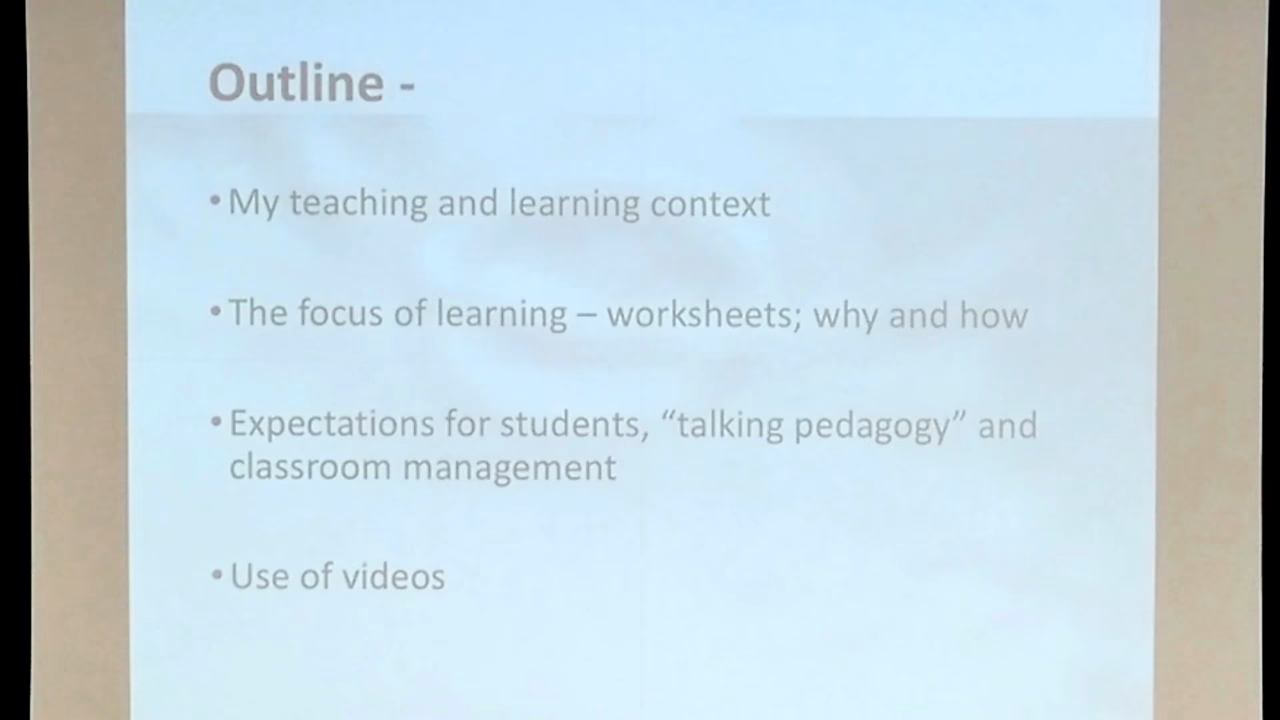 Outline -
• My teaching and learning context
• The focus of learning – worksheets; why and how
• Expectations for students, “talking pedagogy” and
classroom management
• Use of videos